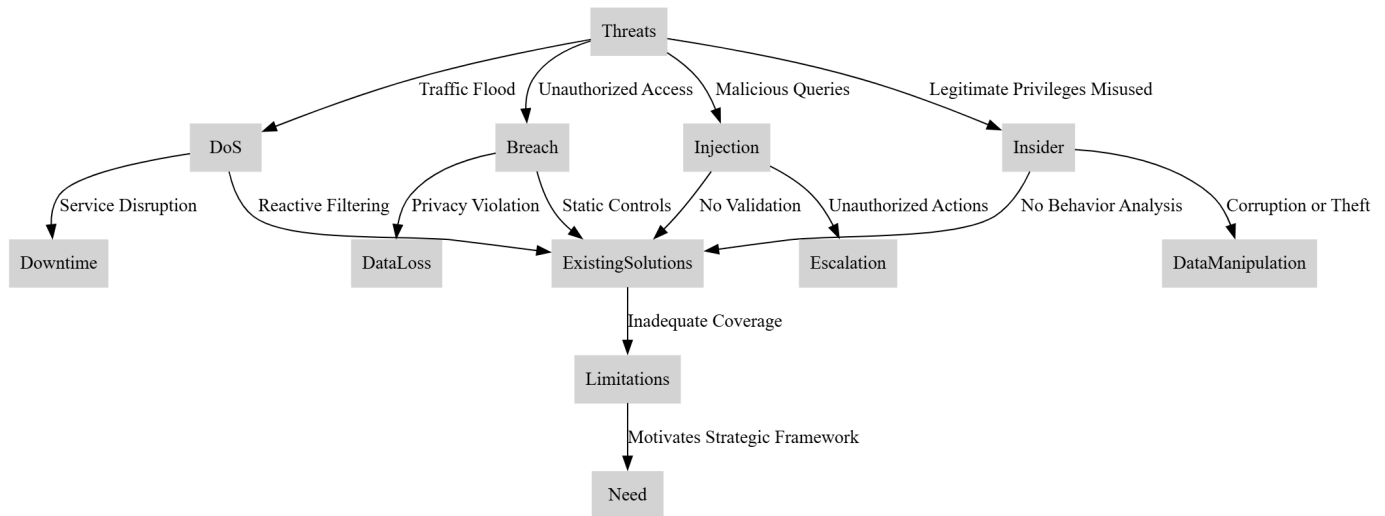 Threats
Traffic Flood
Unauthorized Access
Malicious Queries
Legitimate Privileges Misused
DoS
Breach
Injection
Insider
Service Disruption
Reactive Filtering
Privacy Violation
Static Controls
No Validation
Unauthorized Actions
No Behavior Analysis
Corruption or Theft
Downtime
DataLoss
ExistingSolutions
Escalation
DataManipulation
Inadequate Coverage
Limitations
Motivates Strategic Framework
Need